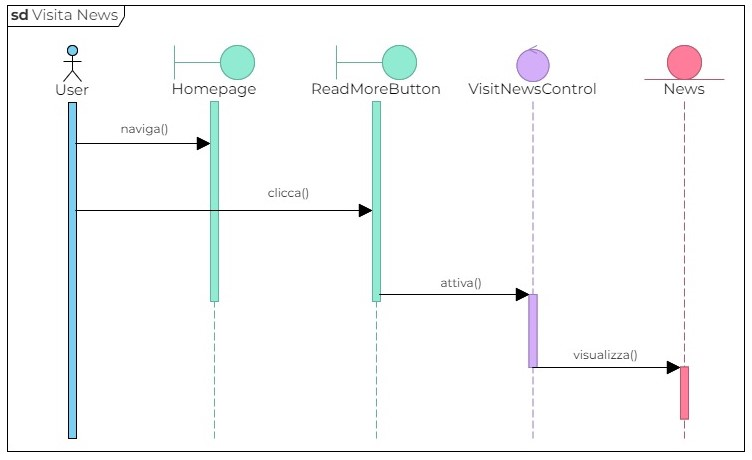 sd Visita News
User
Homepage
ReadMoreButton
VisitNewsControl
News
naviga()
clicca()
attiva()
visualizza()